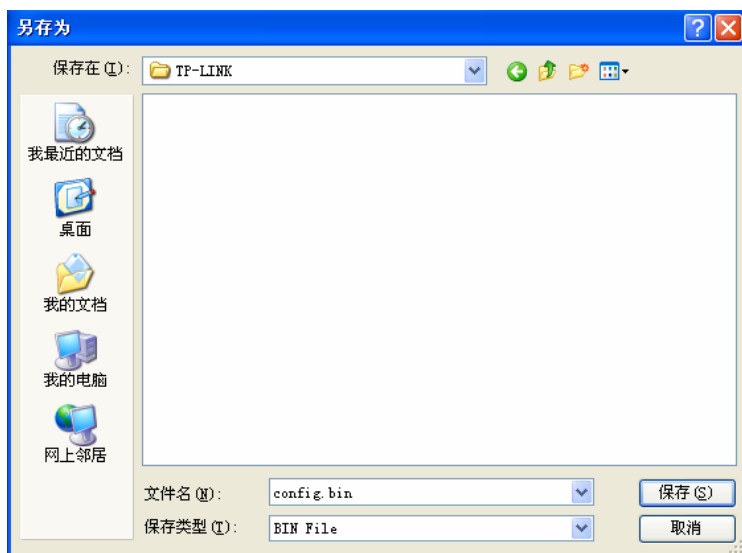 另存为
保存在(I):
TP-LINK
我最近的文档
桌面
我的文档
我的电脑
网上邻居
文件名(N):
config.bin
保存(S)
保存类型(T):
BIN File
取消